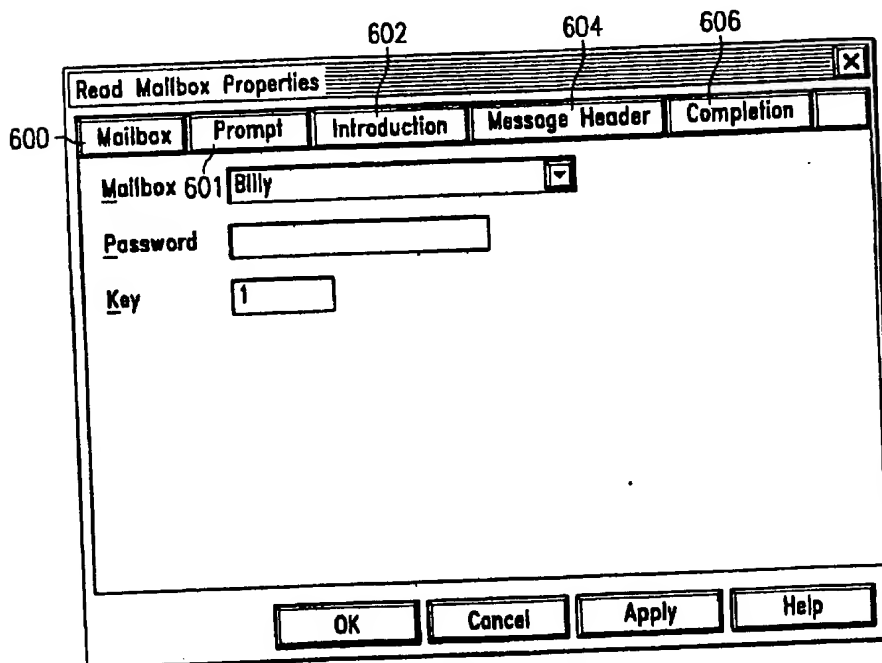 602
604
606
Read Mailbox Properties
600
Mailbox Prompt Introduction Message Header Completion
Mailbox 601 Billy
Password
Key 1
OK Cancel Apply Help